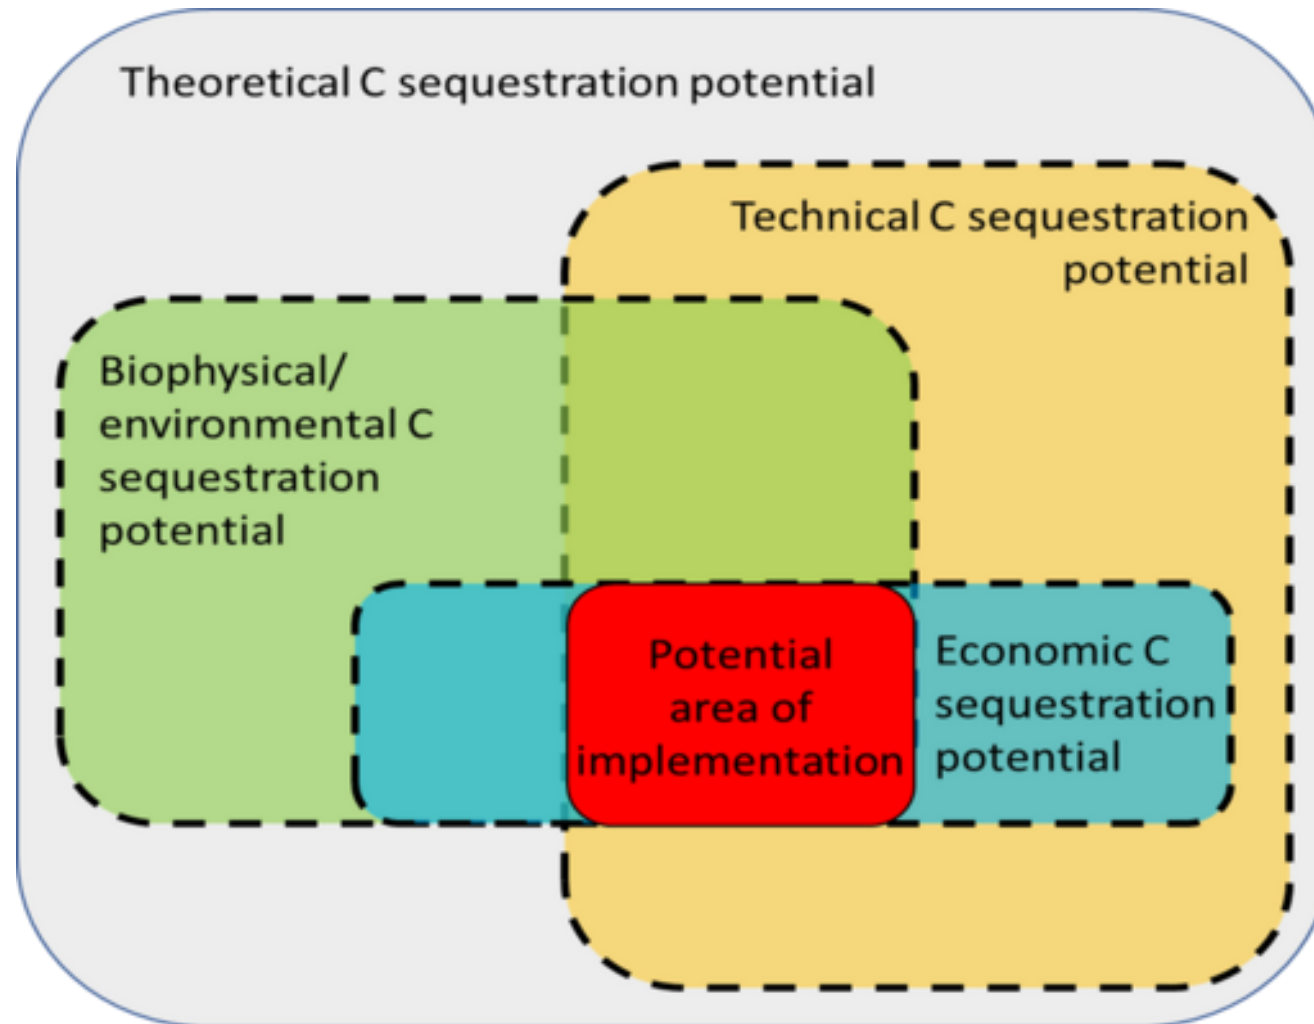 Theoretical C sequestration potential
Technical C sequestration
potential
Biophysical/
environmental C
sequestration
potential
Potential
area of
implementation
Economic C
sequestration
potential